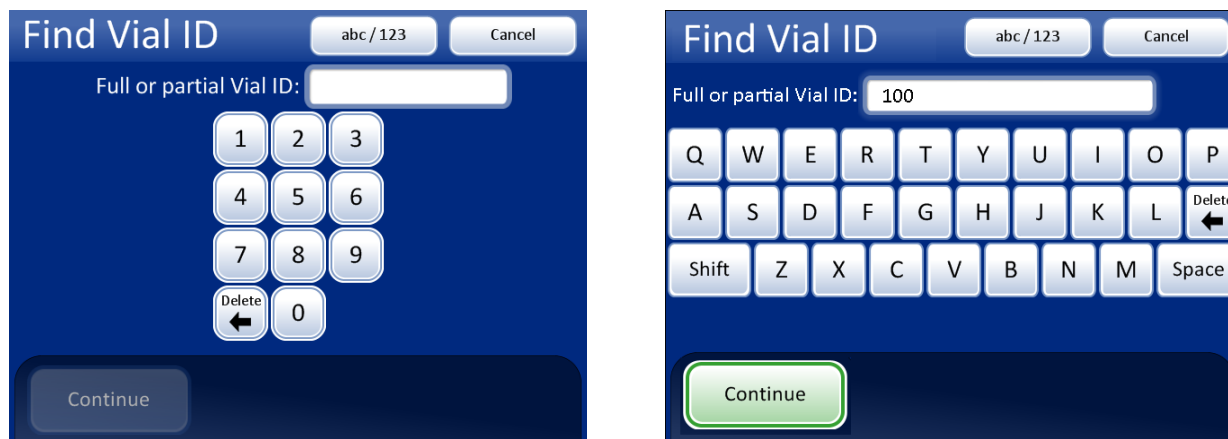 Find Vial ID abc / 123 Cancel
Full or partial Vial ID:
1 2 3
4 5 6
7 8 9
Delete 0
Continue
Find Vial ID abc / 123 Cancel
Full or partial Vial ID: 100
Q W E R T Y U I O P
A S D F G H J K L Delete
Shift Z X C V B N M Space
Continue